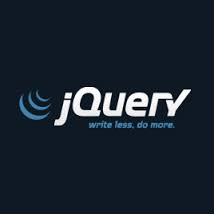 jQuery
write less, do more.